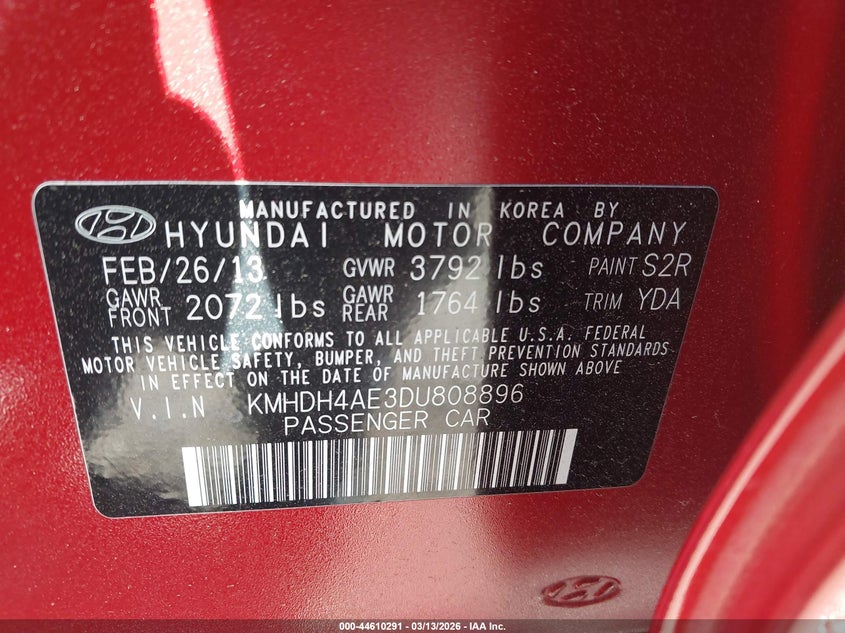 MANUFACTURED IN KOREA BY
HYUNDAI MOTOR COMPANY
FEB/26/13 GVWR 3792 lbs PAINT S2R
GAWR FRONT 2072 lbs GAWR REAR 1764 lbs TRIM YDA
THIS VEHICLE CONFORMS TO ALL APPLICABLE U.S.A. FEDERAL
MOTOR VEHICLE SAFETY, BUMPER, AND THEFT PREVENTION STANDARDS
IN EFFECT ON THE DATE OF MANUFACTURE SHOWN ABOVE
V.I.N KMHDH4AE3DU808896
PASSENGER CAR
000-44610291 - 03/13/2026 - IAA Inc.